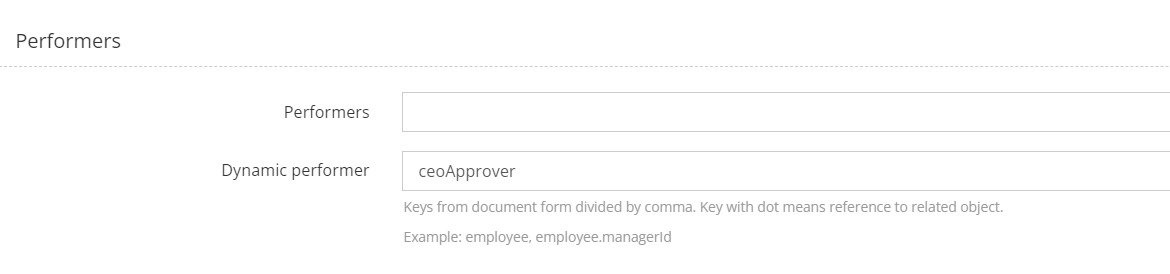 Performers
Performers
Dynamic performer
ceoApprover
Keys from document form divided by comma. Key with dot means reference to related object.
Example: employee, employee.managerId